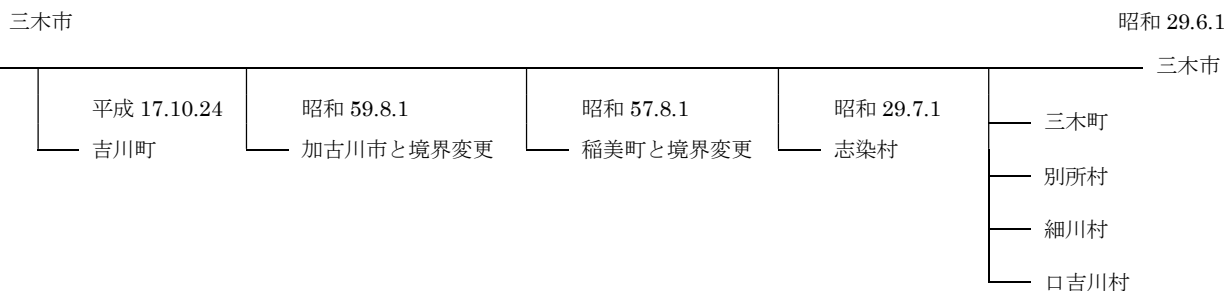 三木市
昭和 29.6.1
三木市
平成 17.10.24
吉川町
昭和 59.8.1
加古川市と境界変更
昭和 57.8.1
稲美町と境界変更
昭和 29.7.1
志染村
三木町
別所村
細川村
口吉川村